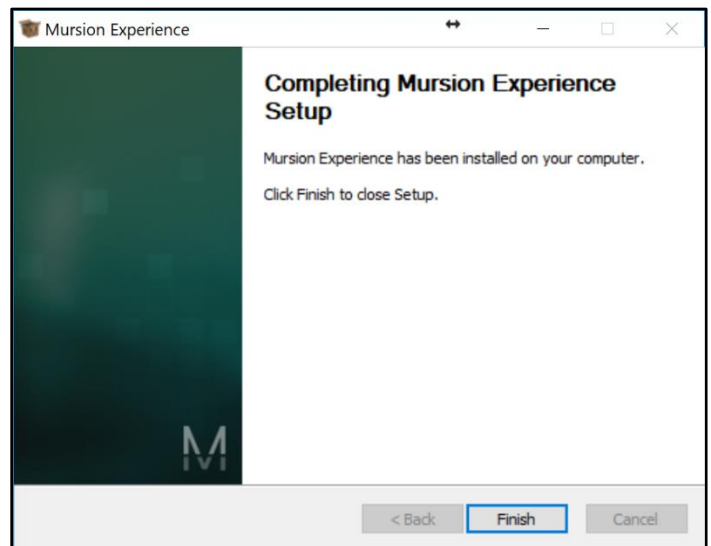 Mursion Experience
Completing Mursion Experience
Setup
Mursion Experience has been installed on your computer.
Click Finish to close Setup.
M
< Back
Finish
Cancel